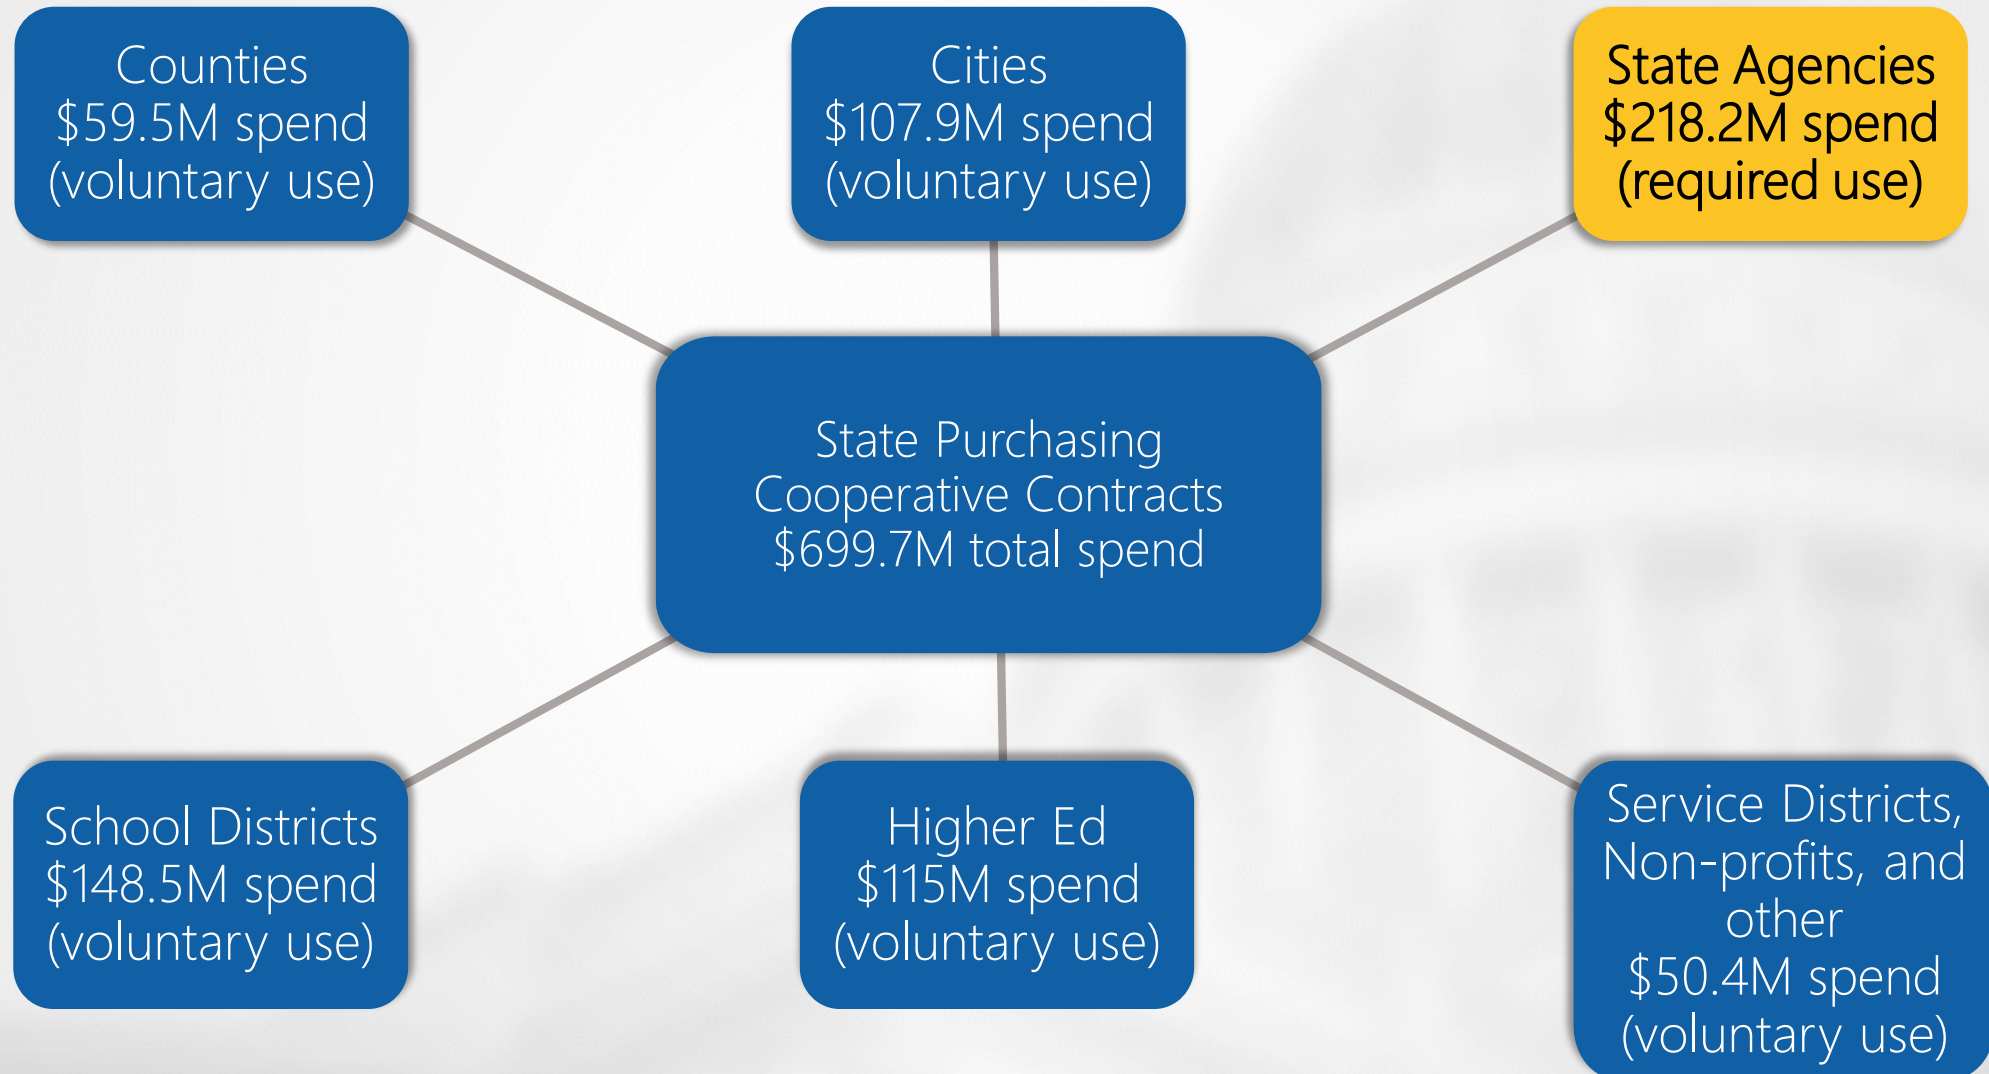 Counties
$59.5M spend
(voluntary use)
Cities
$107.9M spend
(voluntary use)
State Agencies
$218.2M spend
(required use)
State Purchasing
Cooperative Contracts
$699.7M total spend
School Districts
$148.5M spend
(voluntary use)
Higher Ed
$115M spend
(voluntary use)
Service Districts,
Non-profits, and
other
$50.4M spend
(voluntary use)